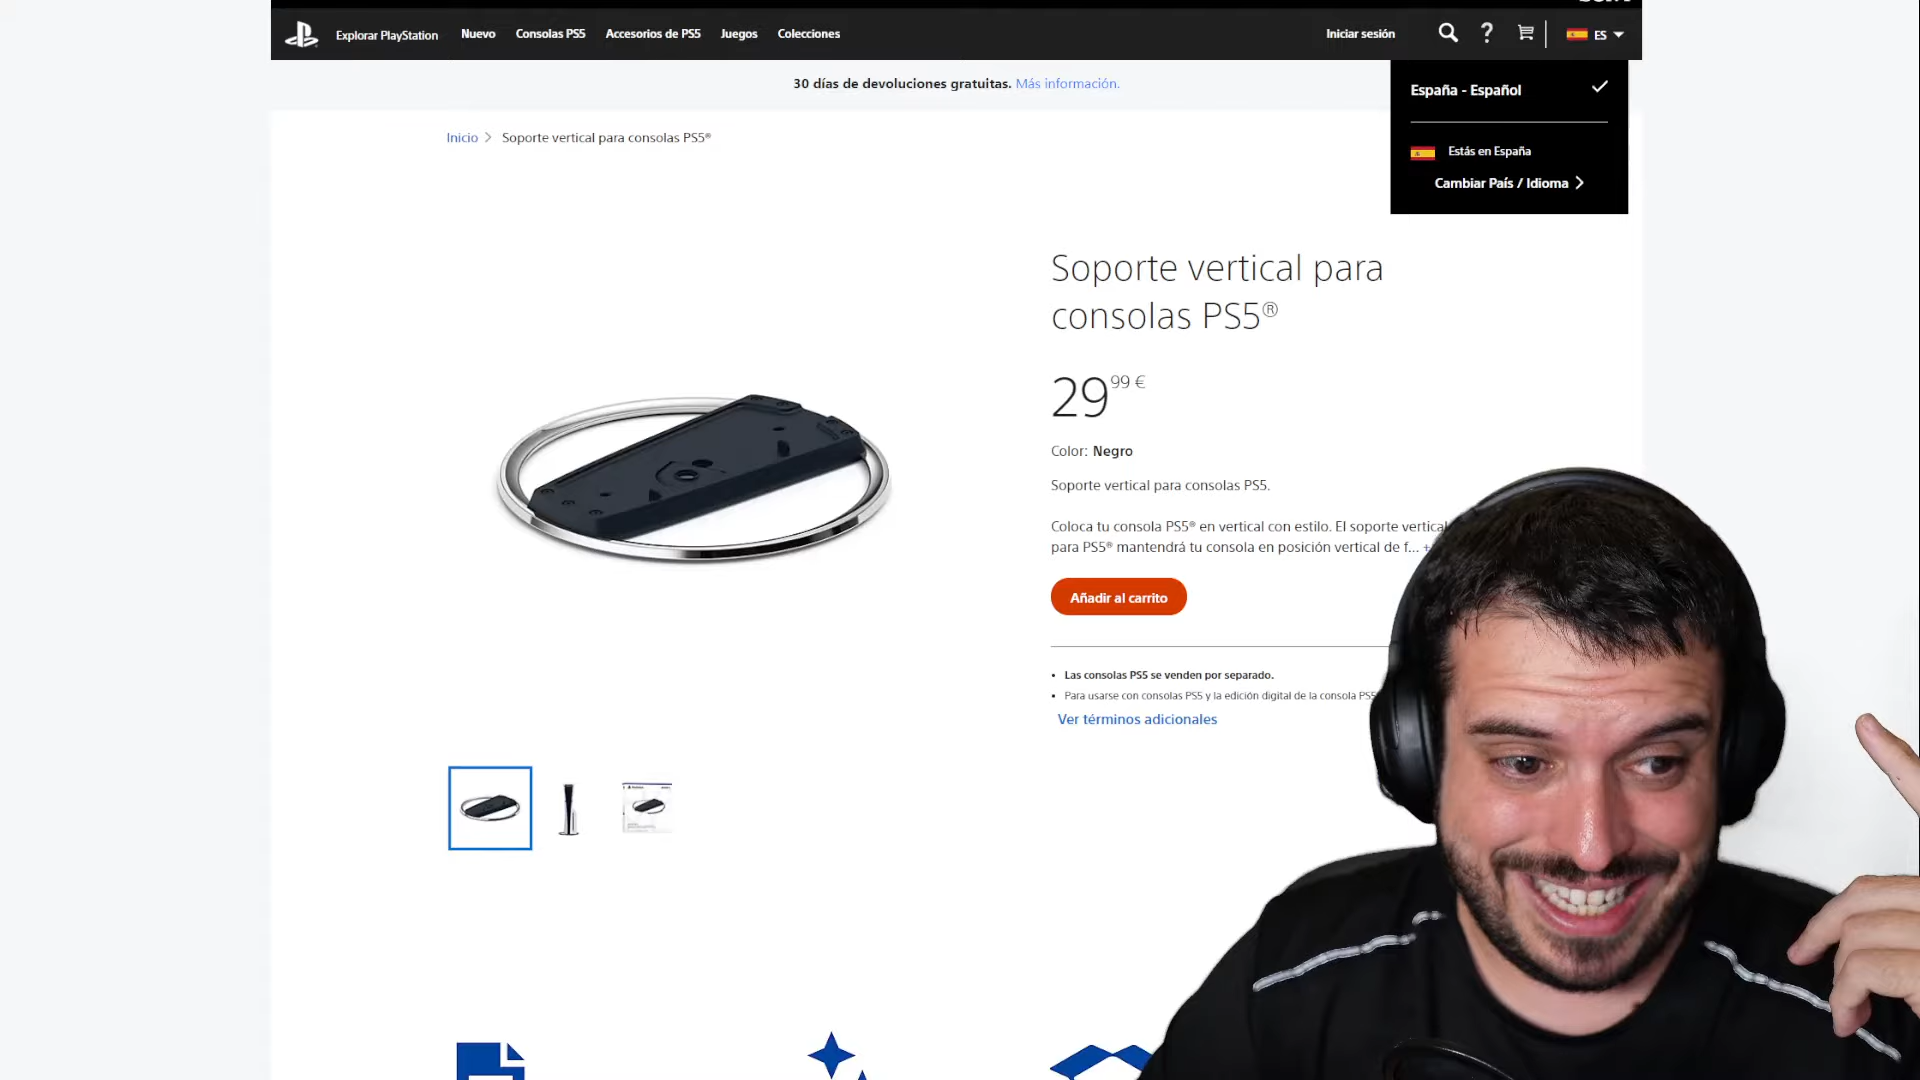 Explorar PlayStation Nuevo Consolas PS5 Accesorios de PS5 Juegos Colecciones Iniciar sesión ? ES
30 días de devoluciones gratuitas. Más información.
España - Español
Estás en España
Cambiar País / Idioma
Inicio > Soporte vertical para consolas PS5®
Soporte vertical para
consolas PS5®
29 99 €
Color: Negro
Soporte vertical para consolas PS5.
Coloca tu consola PS5® en vertical con estilo. El soporte vertical
para PS5® mantendrá tu consola en posición vertical de f... +
Añadir al carrito
• Las consolas PS5 se venden por separado.
• Para usarse con consolas PS5 y la edición digital de la consola PS5
Ver términos adicionales